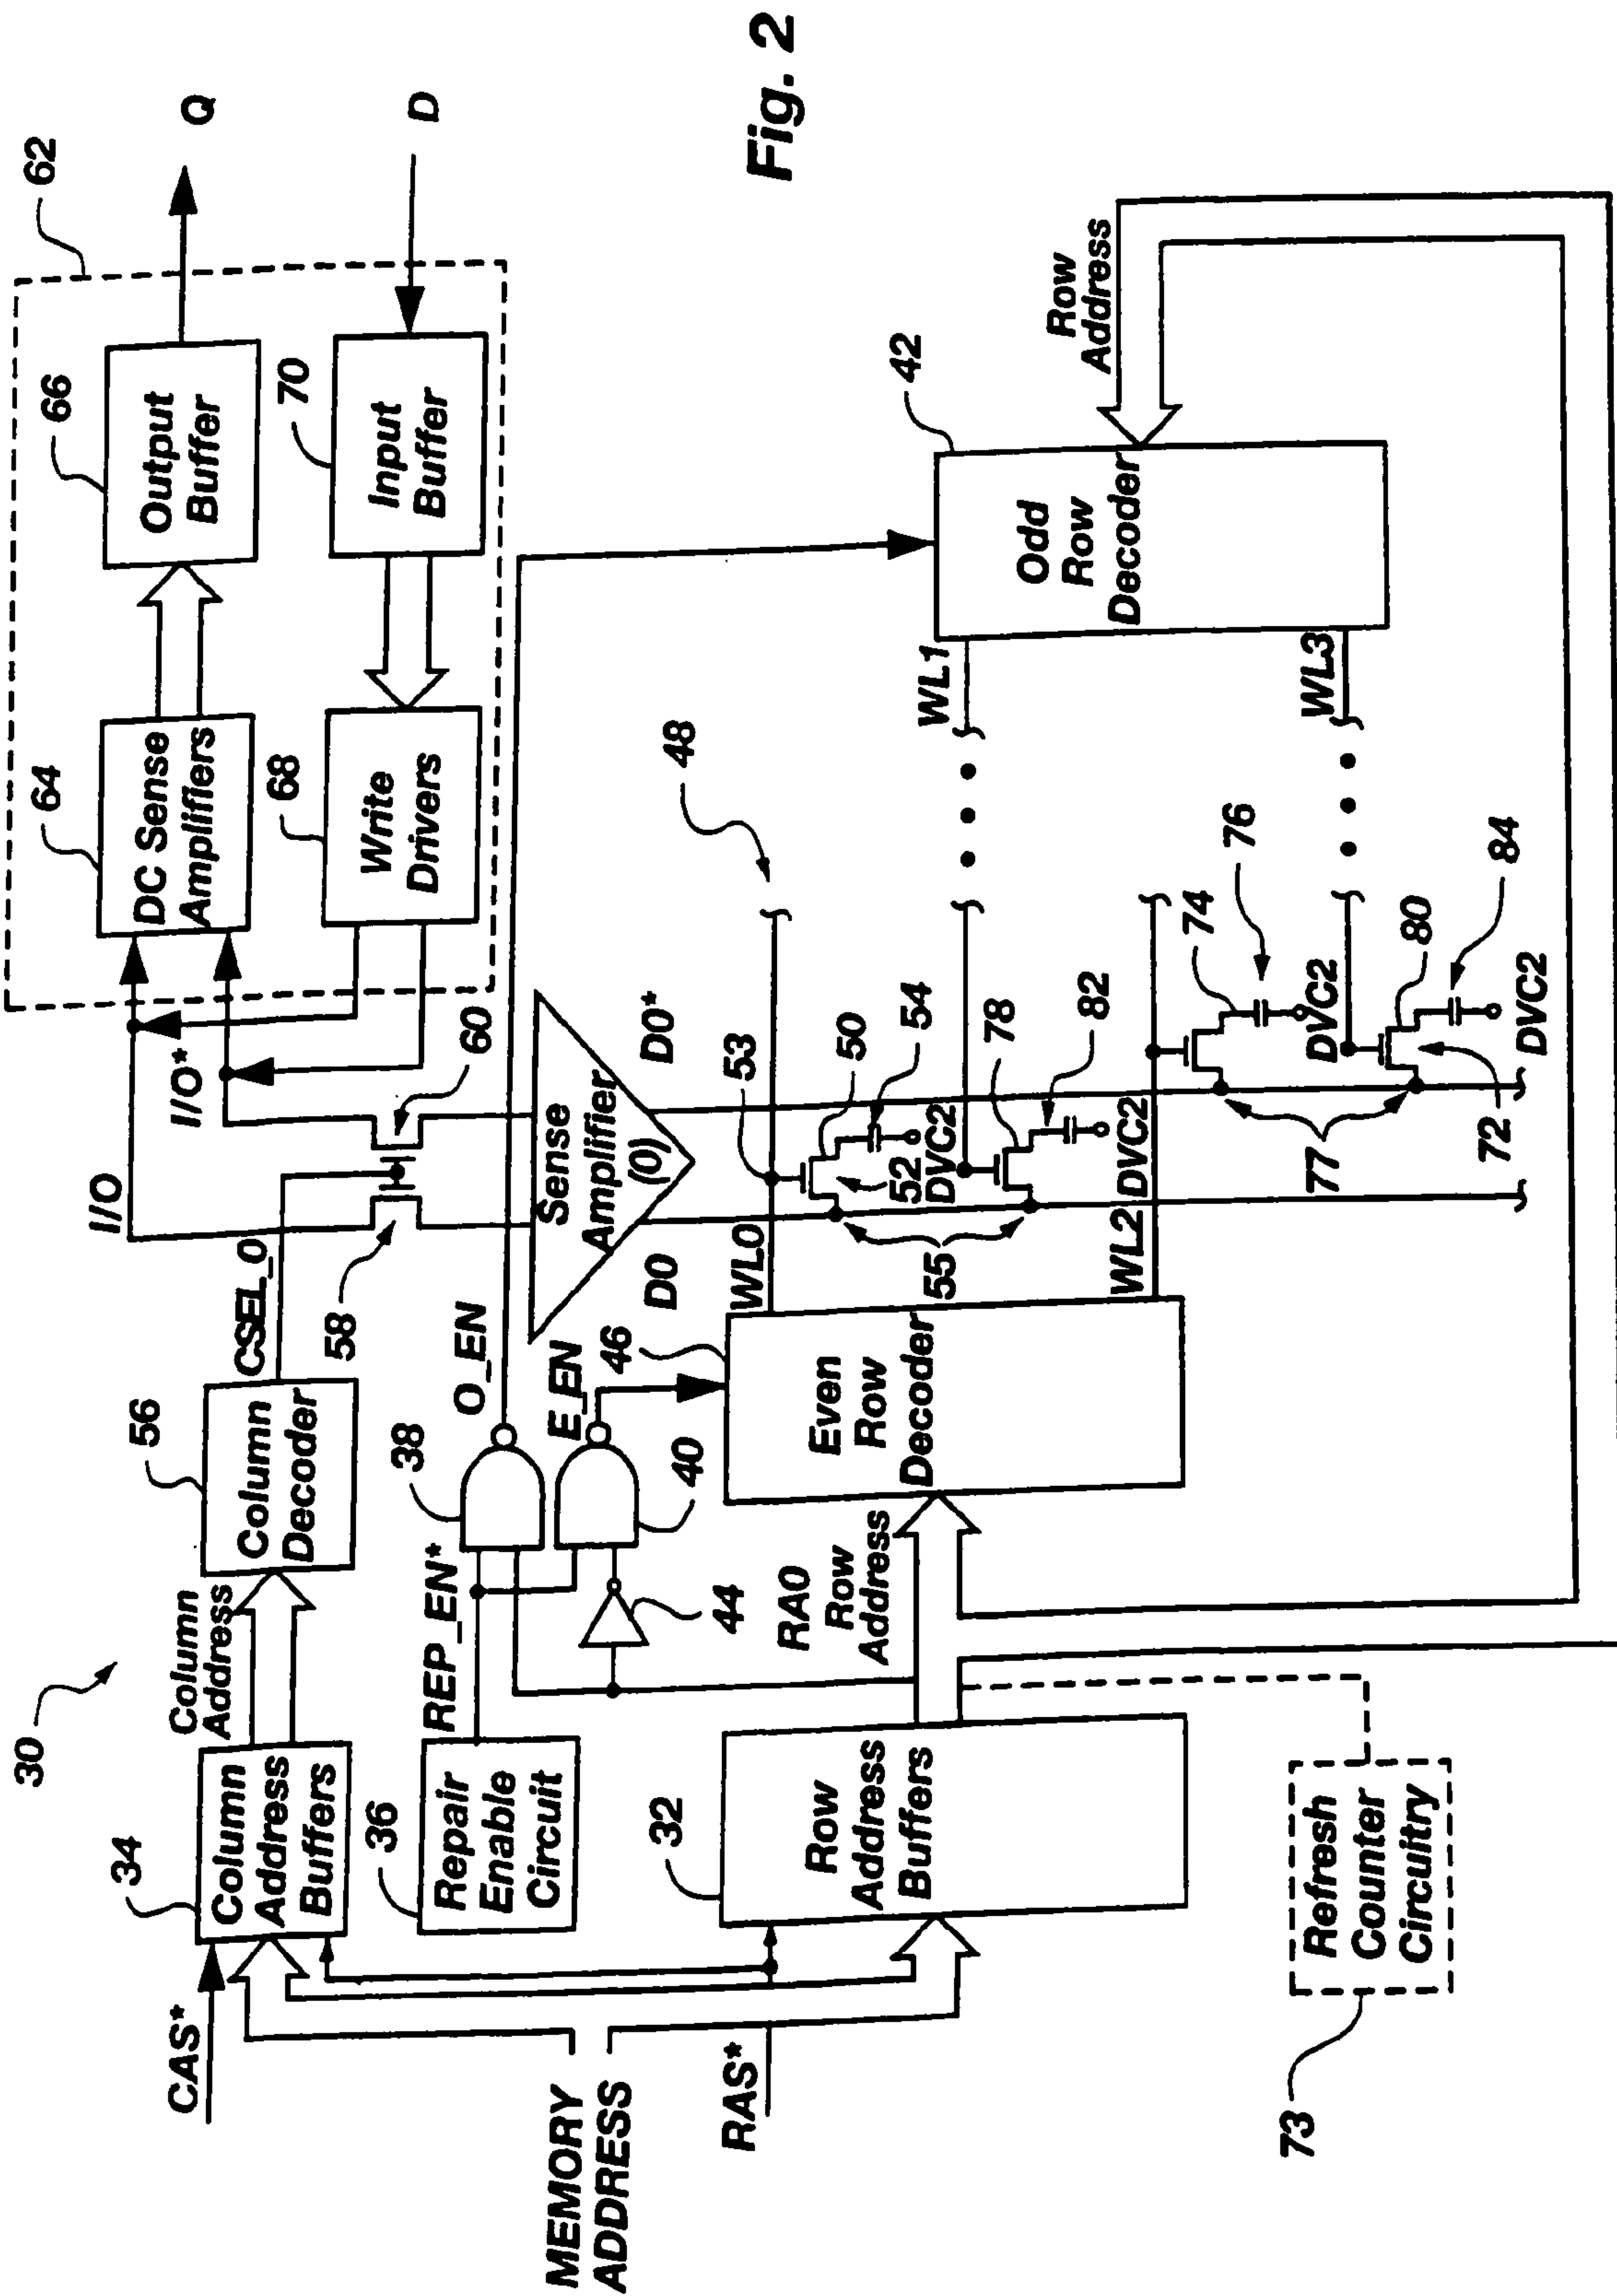 Fig. 2
30
34
Column
Address
Buffers
CAS*
Column
Address
56
Column
Decoder
CSEL_0
I/O
I/O*
58
60
62
64
DC Sense
Amplifiers
66
Output
Buffer
Q
68
Write
Drivers
70
Input
Buffer
D
36
Repair
Enable
Circuit
REP_EN*
38
O_EN
E_EN
40
44
46
Sense
Amplifier
(0)
D0
D0*
MEMORY
ADDRESS
RAS*
32
Row
Address
Buffers
RA0
Row
Address
Even
Row
Decoder
WL0
53
48
50
54
52
DVC2
55
78
82
DVC2
WL1
42
Odd
Row
Decoder
Row
Address
WL2
74
76
DVC2
77
72
WL3
80
84
DVC2
73
Refresh
Counter
Circuitry